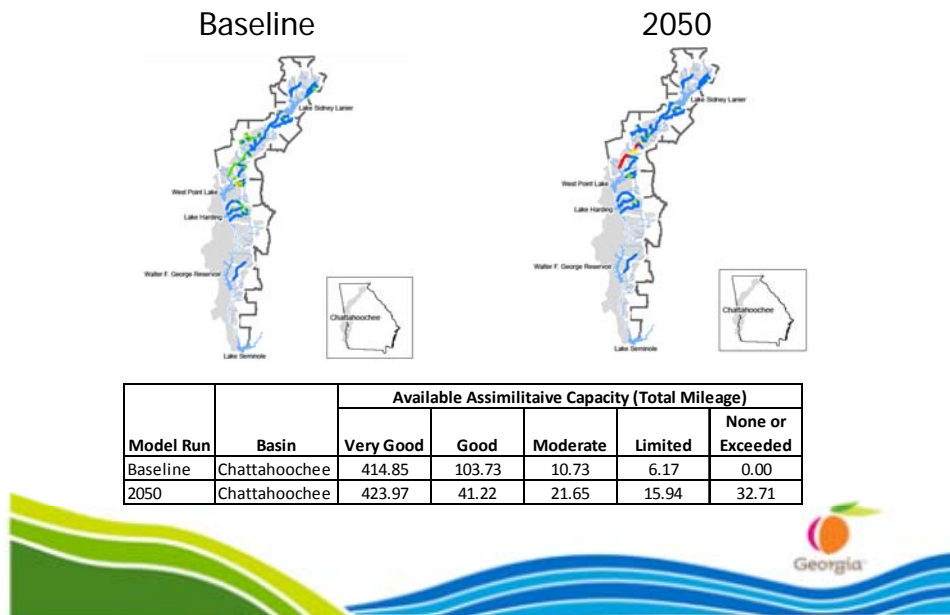 Baseline
2050
Lake Sidney Lanier
West Point Lake
Lake Harding
Walter F. George Reservoir
Chattahoochee
Lake Seminole
Lake Sidney Lanier
West Point Lake
Lake Harding
Walter F. George Reservoir
Chattahoochee
Lake Seminole
Available Assimilitaive Capacity (Total Mileage)
Model Run Basin Very Good Good Moderate Limited None or Exceeded
Baseline Chattahoochee 414.85 103.73 10.73 6.17 0.00
2050 Chattahoochee 423.97 41.22 21.65 15.94 32.71
Georgia